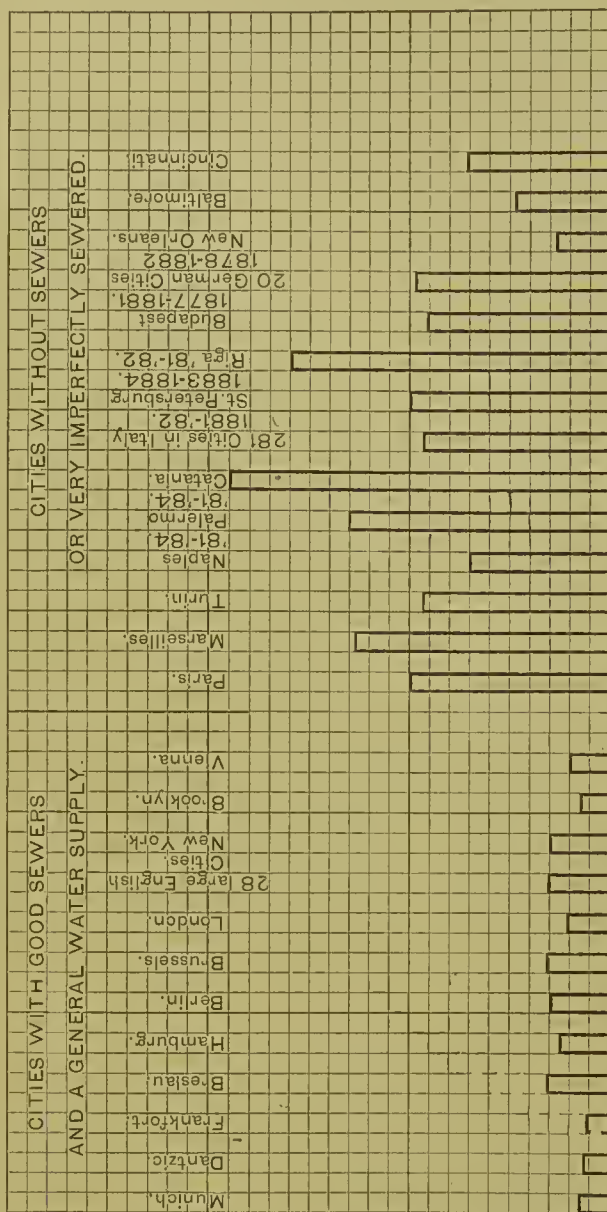 CITIES WITH GOOD SEWERS
AND A GENERAL WATER SUPPLY.
Munich.
Dantzic.
Frankfort.
Breslau.
Hamburg.
Berlin.
Brussels.
London.
28 large English
Cities.
New York.
Brooklyn.
Vienna.
CITIES WITHOUT SEWERS
OR VERY IMPERFECTLY SEWERED.
Paris.
Marseilles.
Turin.
Naples
'81-'84.
Palermo
'81-'84.
Catania.
281 Cities in Italy
1881-'82.
St. Petersburg
1883-1884.
Riga '81-'82.
Budapest
1877-1881.
20 German Cities
1878-1882
New Orleans.
Baltimore.
Cincinnati.